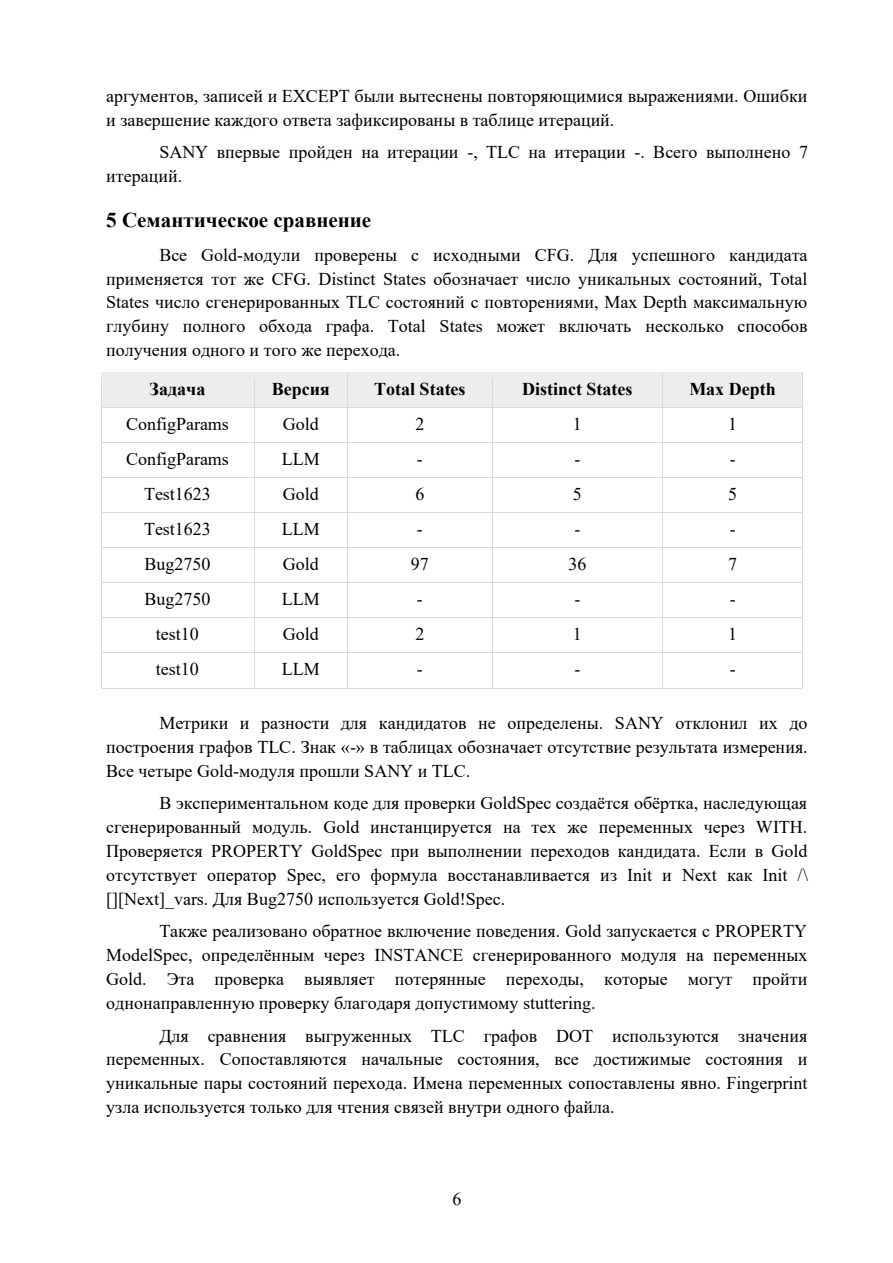 аргументов, записей и EXCEPT были вытеснены повторяющимися выражениями. Ошибки
и завершение каждого ответа зафиксированы в таблице итераций.
SANY впервые пройден на итерации -, TLC на итерации -. Всего выполнено 7
итераций.
5 Семантическое сравнение
Все Gold-модули проверены с исходными CFG. Для успешного кандидата
применяется тот же CFG. Distinct States обозначает число уникальных состояний, Total
States число сгенерированных TLC состояний с повторениями, Max Depth максимальную
глубину полного обхода графа. Total States может включать несколько способов
получения одного и того же перехода.
Задача Версия Total States Distinct States Max Depth
ConfigParams Gold 2 1 1
ConfigParams LLM - - -
Test1623 Gold 6 5 5
Test1623 LLM - - -
Bug2750 Gold 97 36 7
Bug2750 LLM - - -
test10 Gold 2 1 1
test10 LLM - - -
Метрики и разности для кандидатов не определены. SANY отклонил их до
построения графов TLC. Знак «-» в таблицах обозначает отсутствие результата измерения.
Все четыре Gold-модуля прошли SANY и TLC.
В экспериментальном коде для проверки GoldSpec создаётся обёртка, наследующая
сгенерированный модуль. Gold инстанцируется на тех же переменных через WITH.
Проверяется PROPERTY GoldSpec при выполнении переходов кандидата. Если в Gold
отсутствует оператор Spec, его формула восстанавливается из Init и Next как Init /\
[][Next]_vars. Для Bug2750 используется Gold!Spec.
Также реализовано обратное включение поведения. Gold запускается с PROPERTY
ModelSpec, определённым через INSTANCE сгенерированного модуля на переменных
Gold. Эта проверка выявляет потерянные переходы, которые могут пройти
однонаправленную проверку благодаря допустимому stuttering.
Для сравнения выгруженных TLC графов DOT используются значения
переменных. Сопоставляются начальные состояния, все достижимые состояния и
уникальные пары состояний перехода. Имена переменных сопоставлены явно. Fingerprint
узла используется только для чтения связей внутри одного файла.
6